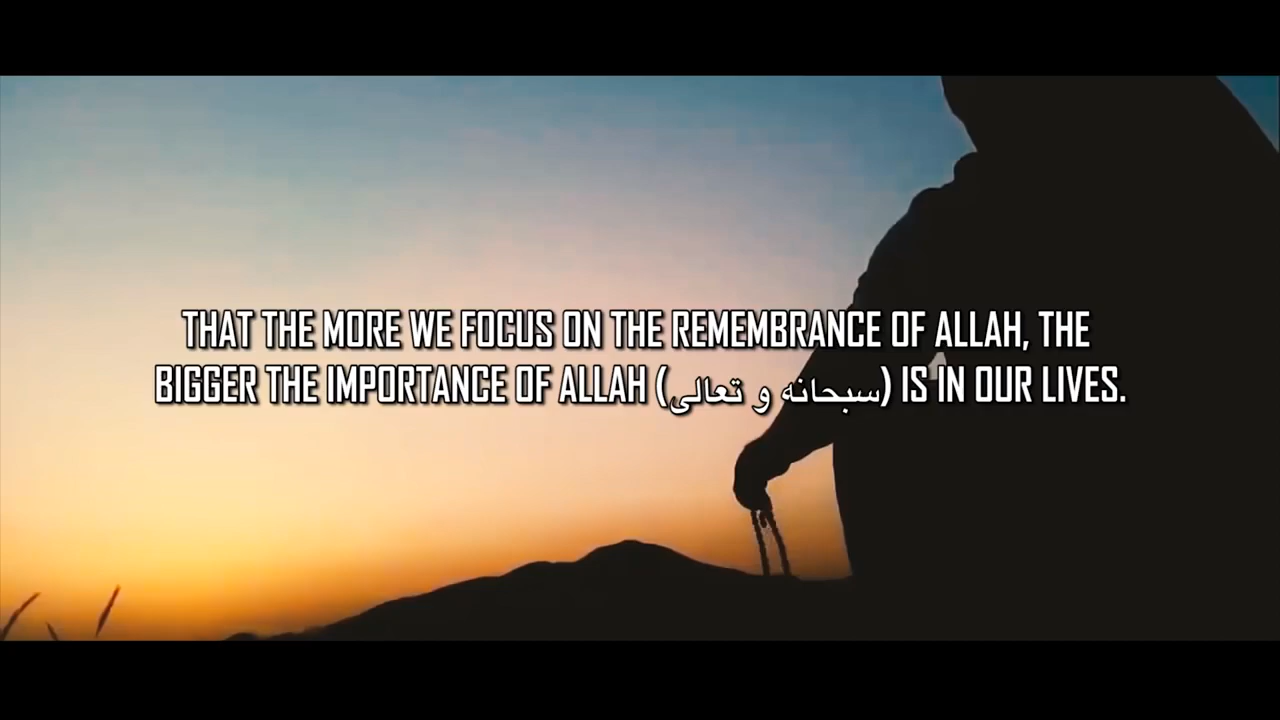 THAT THE MORE WE FOCUS ON THE REMEMBRANCE OF ALLAH, THE
BIGGER THE IMPORTANCE OF ALLAH (سبحانه و تعالى) IS IN OUR LIVES.